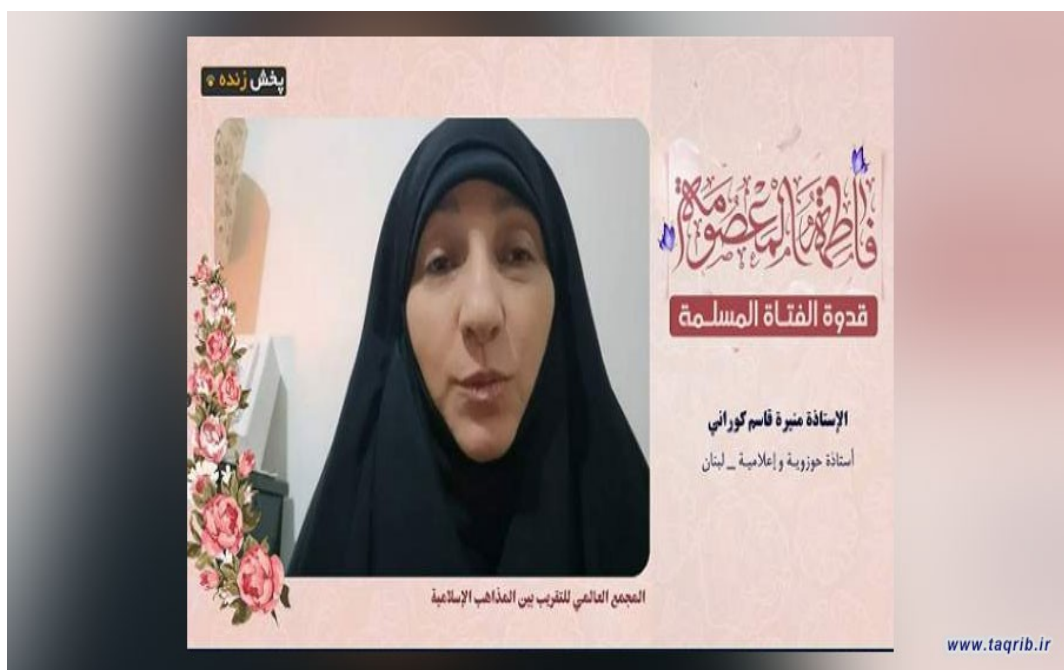 پخش زنده
فاطمة المعصومة
قدوة الفتاة المسلمة
الإستاذة منيرة قاسم كوراني
أستاذة حوزوية و إعلامية _ لبنان
المجمع العالمي للتقريب بين المذاهب الإسلامية
www.taqrib.ir